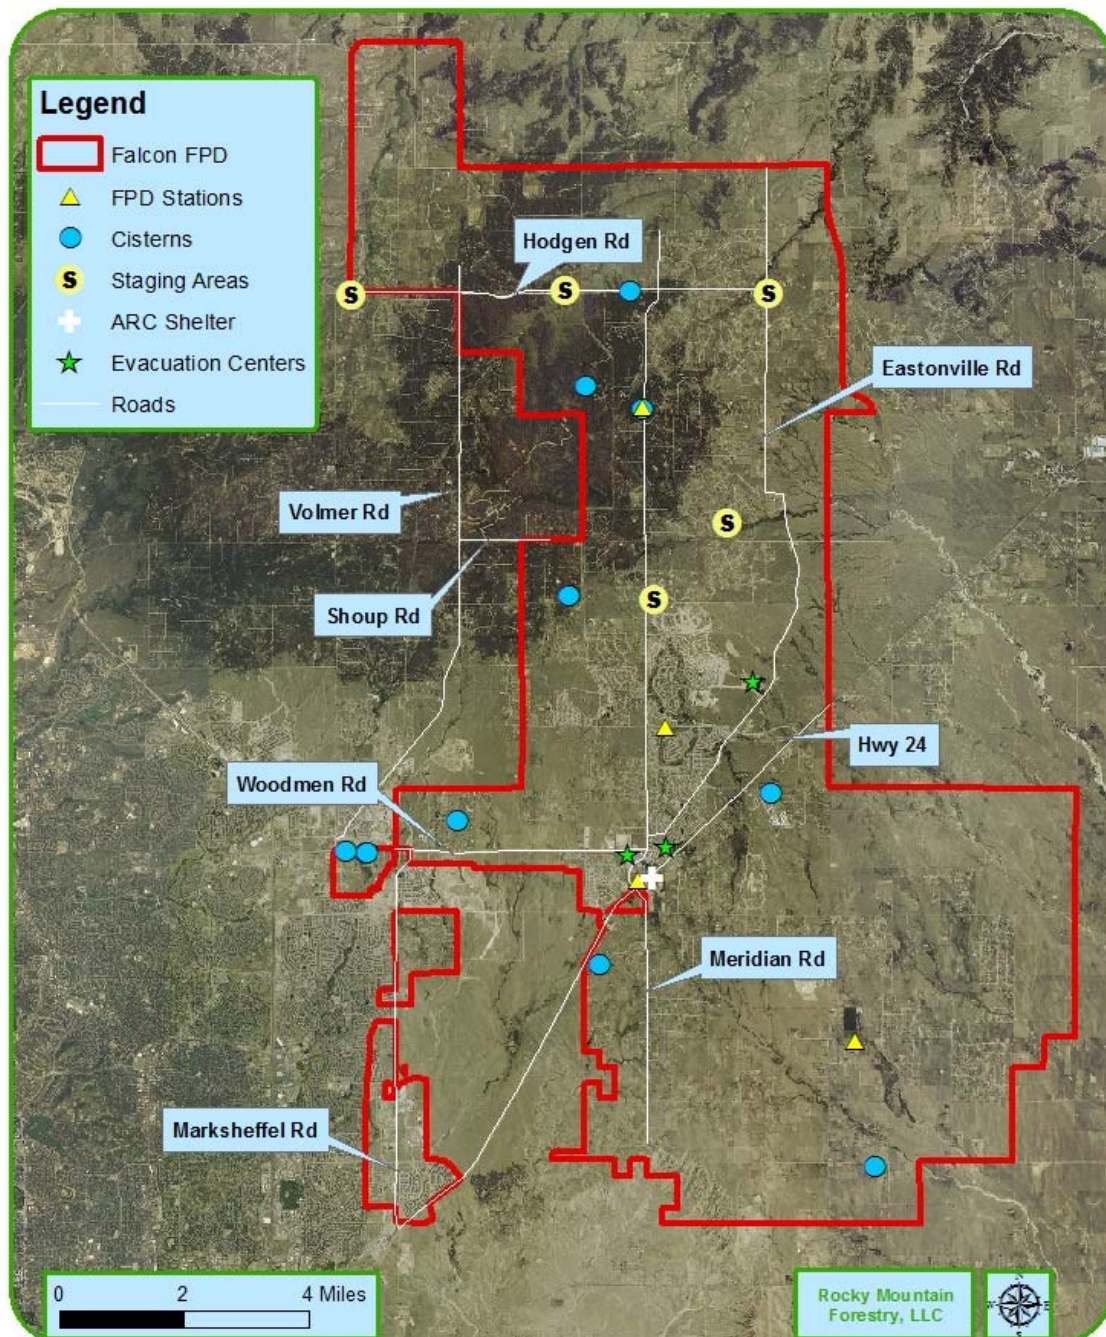 Legend
Falcon FPD
FPD Stations
Cisterns
S
Staging Areas
ARC Shelter
Evacuation Centers
Roads
Hodgen Rd
S
S
S
Eastonville Rd
Volmer Rd
S
Shoup Rd
S
Hwy 24
Woodmen Rd
Meridian Rd
Marksheffel Rd
0 2 4 Miles
Rocky Mountain
Forestry, LLC
N
W E
S